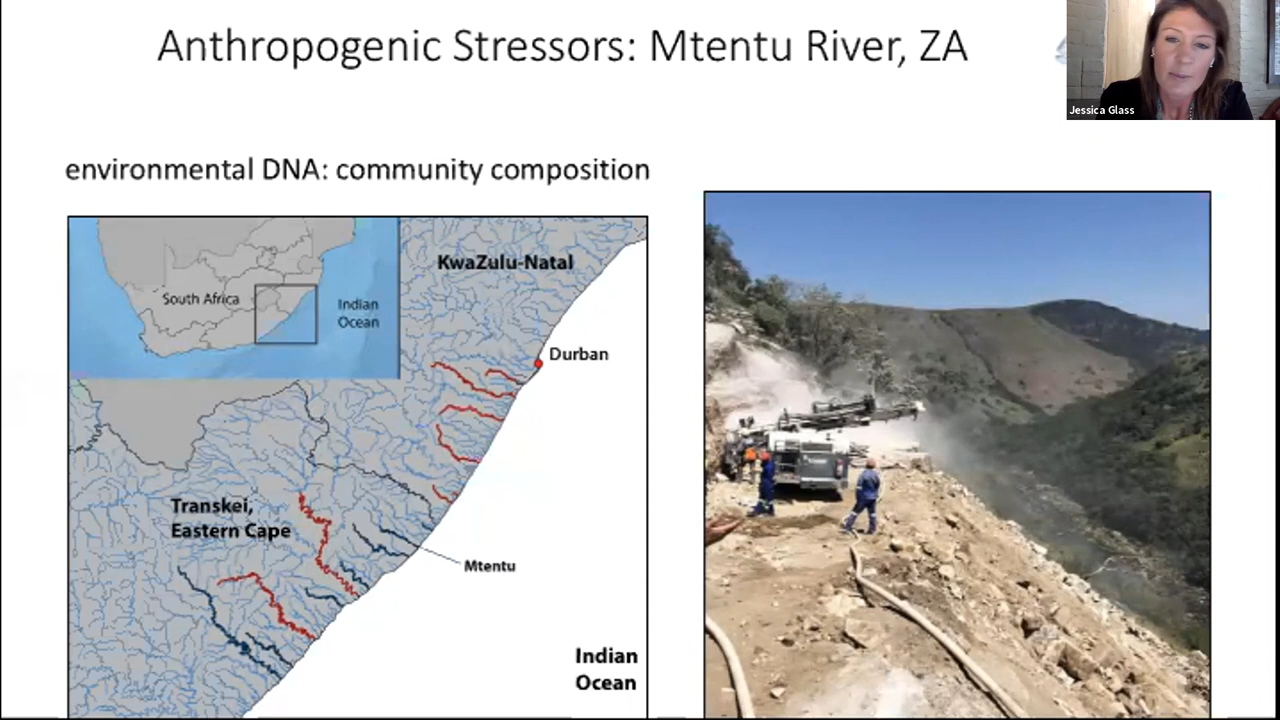 Anthropogenic Stressors: Mtentu River, ZA
Jessica Glass
environmental DNA: community composition
KwaZulu-Natal
South Africa
Indian
Ocean
Durban
Transkei,
Eastern Cape
Mtentu
Indian
Ocean